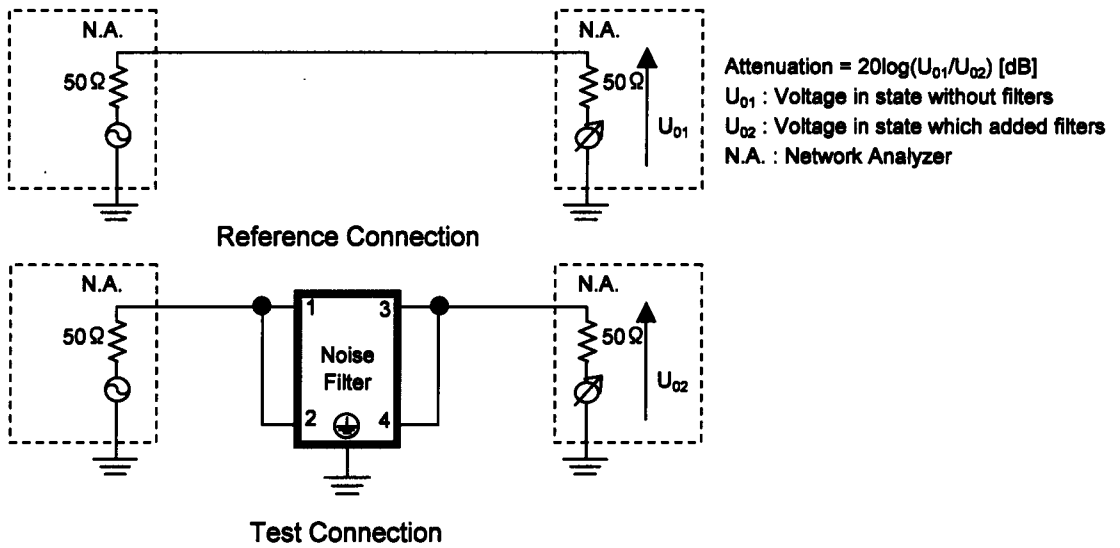 N.A.
50Ω
N.A.
50Ω
U01
Attenuation = 20log(U01/U02) [dB]
U01 : Voltage in state without filters
U02 : Voltage in state which added filters
N.A. : Network Analyzer
Reference Connection
N.A.
50Ω
1
3
Noise
Filter
2
4
N.A.
50Ω
U02
Test Connection